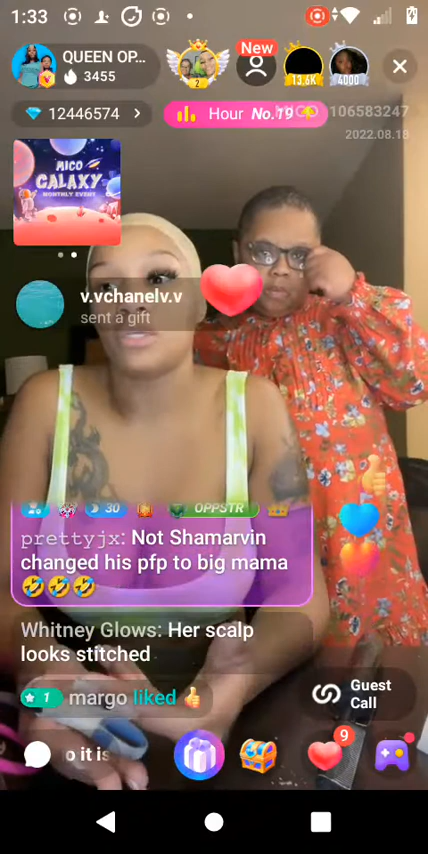 1:33
QUEEN OP...
3455
2
New
13.6K
4000
12446574
Hour No.19
MICO 106583247
2022.08.18
MICO
GALAXY
MONTHLY EVENT
v.vchanelv.v
sent a gift
30
OPPSTR
prettyjx: Not Shamarvin
changed his pfp to big mama
🤣🤣🤣
Whitney Glows: Her scalp
looks stitched
1 margo liked 👍
Guest
Call
o it is
9